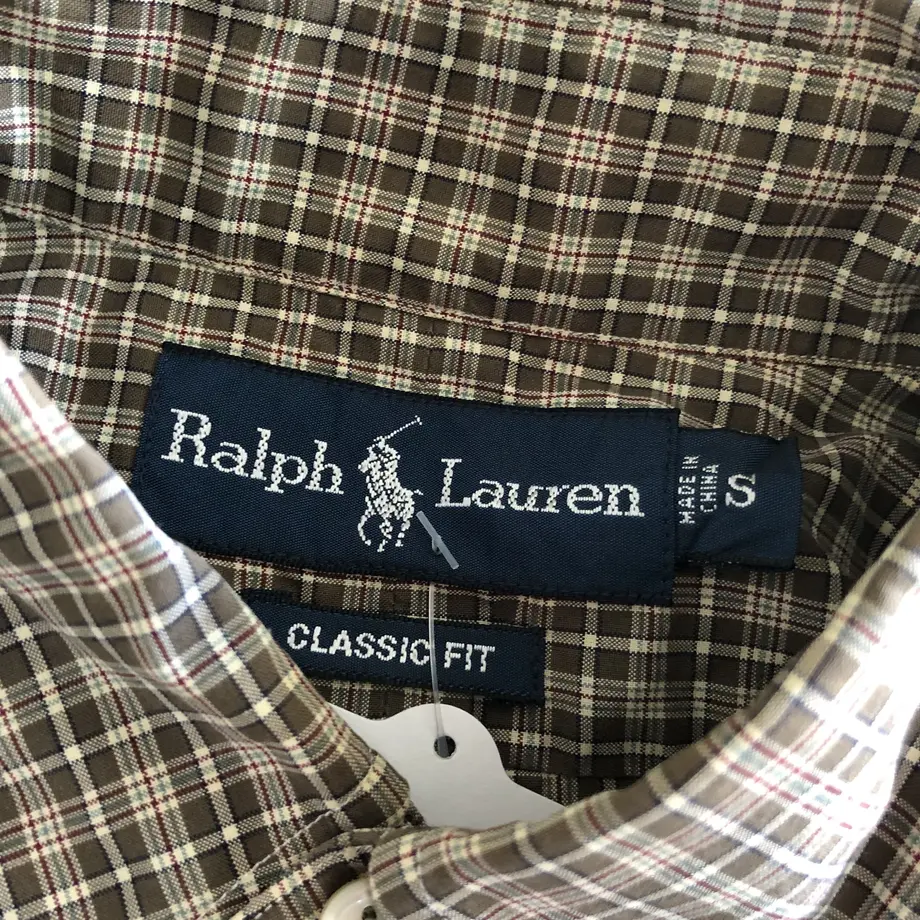 Ralph Lauren
MADE IN
CHINA
S
CLASSIC FIT